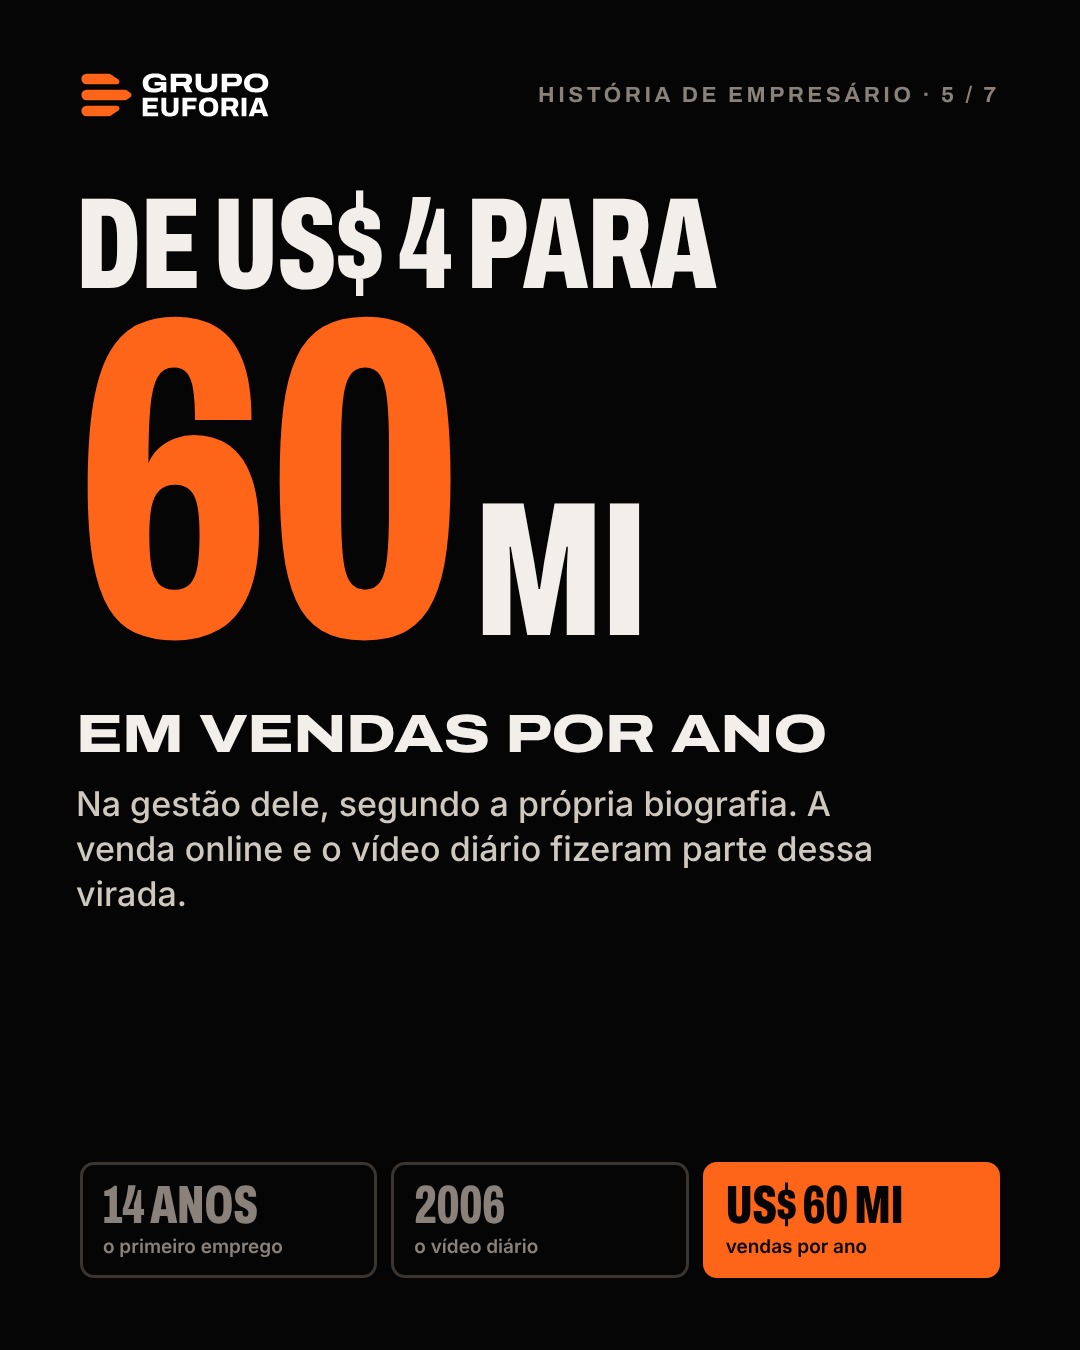 GRUPO
EUFORIA
HISTÓRIA DE EMPRESÁRIO · 5 / 7
DE US$ 4 PARA
60 MI
EM VENDAS POR ANO
Na gestão dele, segundo a própria biografia. A
venda online e o vídeo diário fizeram parte dessa
virada.
14 ANOS
o primeiro emprego
2006
o vídeo diário
US$ 60 MI
vendas por ano